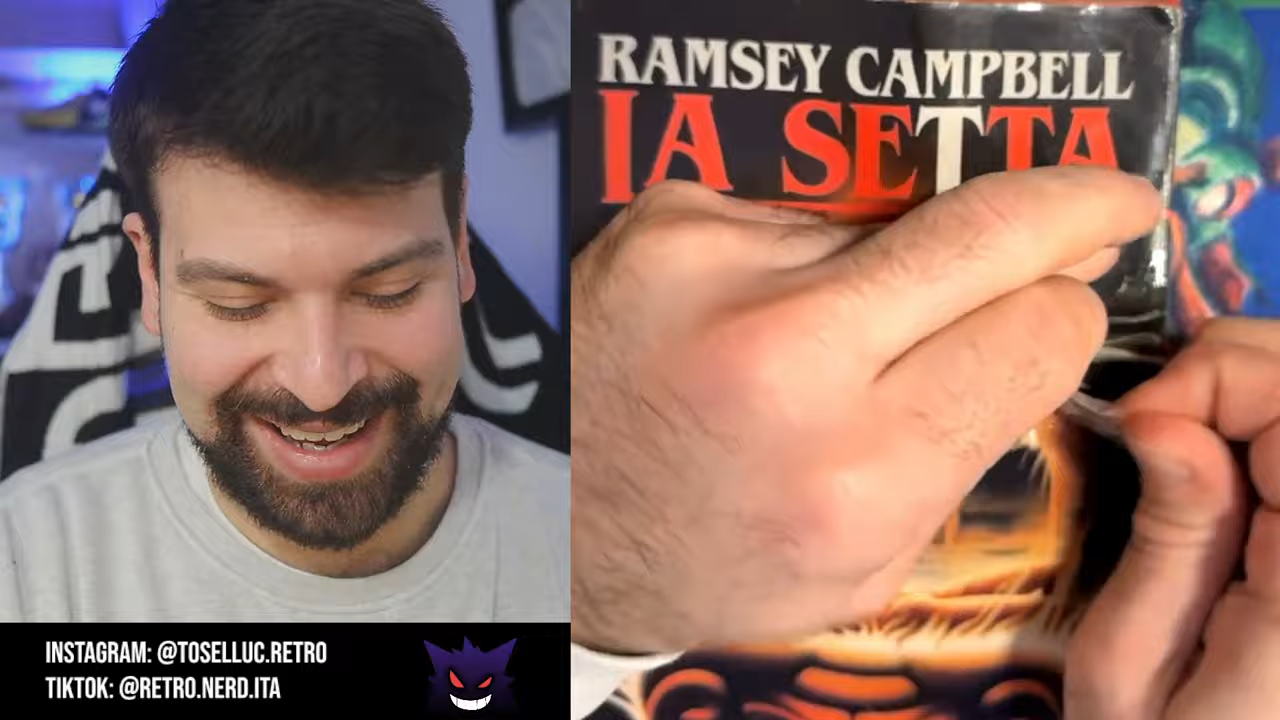 RAMSEY CAMPBELL
LA SETTA
INSTAGRAM: @TOSELLUC.RETRO
TIKTOK: @RETRO.NERD.ITA